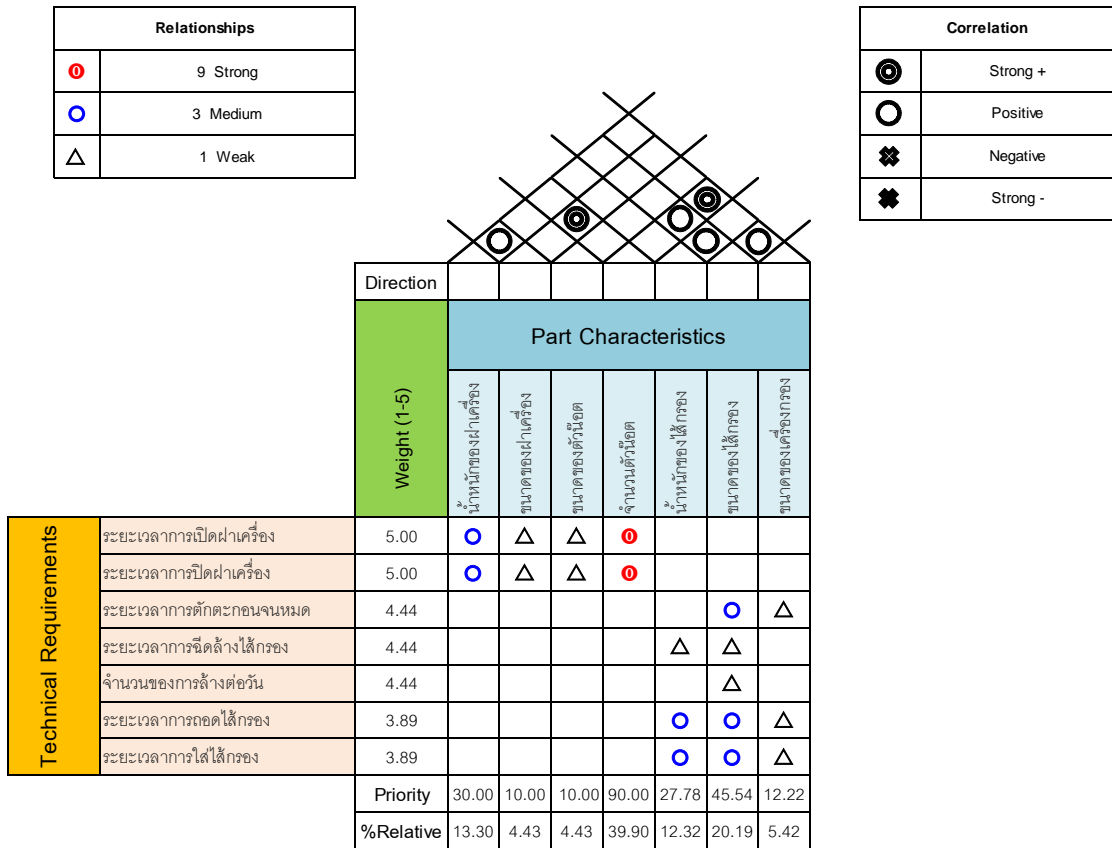 Relationships
0 9 Strong
3 Medium
1 Weak
Correlation
Strong +
Positive
Negative
Strong -
Direction
Weight (1-5)
Part Characteristics
น้ำหนักของฝาเครื่อง
ขนาดของฝาเครื่อง
ขนาดของตัวน๊อต
จำนวนตัวน๊อต
น้ำหนักของไส้กรอง
ขนาดของไส้กรอง
ขนาดของเครื่องกรอง
Technical Requirements
ระยะเวลาการเปิดฝาเครื่อง 5.00 0
ระยะเวลาการปิดฝาเครื่อง 5.00 0
ระยะเวลาการตักตะกอนจนหมด 4.44
ระยะเวลาการฉีดล้างไส้กรอง 4.44
จำนวนของการล้างต่อวัน 4.44
ระยะเวลาการถอดไส้กรอง 3.89
ระยะเวลาการใส่ไส้กรอง 3.89
Priority 30.00 10.00 10.00 90.00 27.78 45.54 12.22
%Relative 13.30 4.43 4.43 39.90 12.32 20.19 5.42